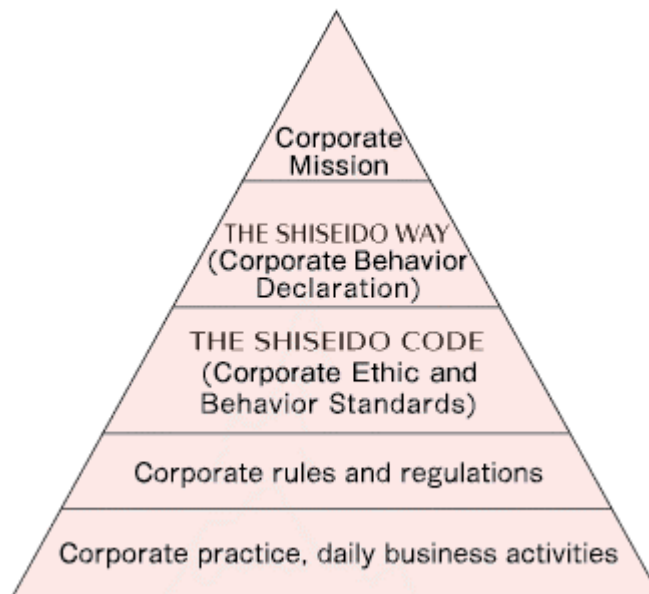 Corporate
Mission
THE SHISEIDO WAY
(Corporate Behavior
Declaration)
THE SHISEIDO CODE
(Corporate Ethic and
Behavior Standards)
Corporate rules and regulations
Corporate practice, daily business activities